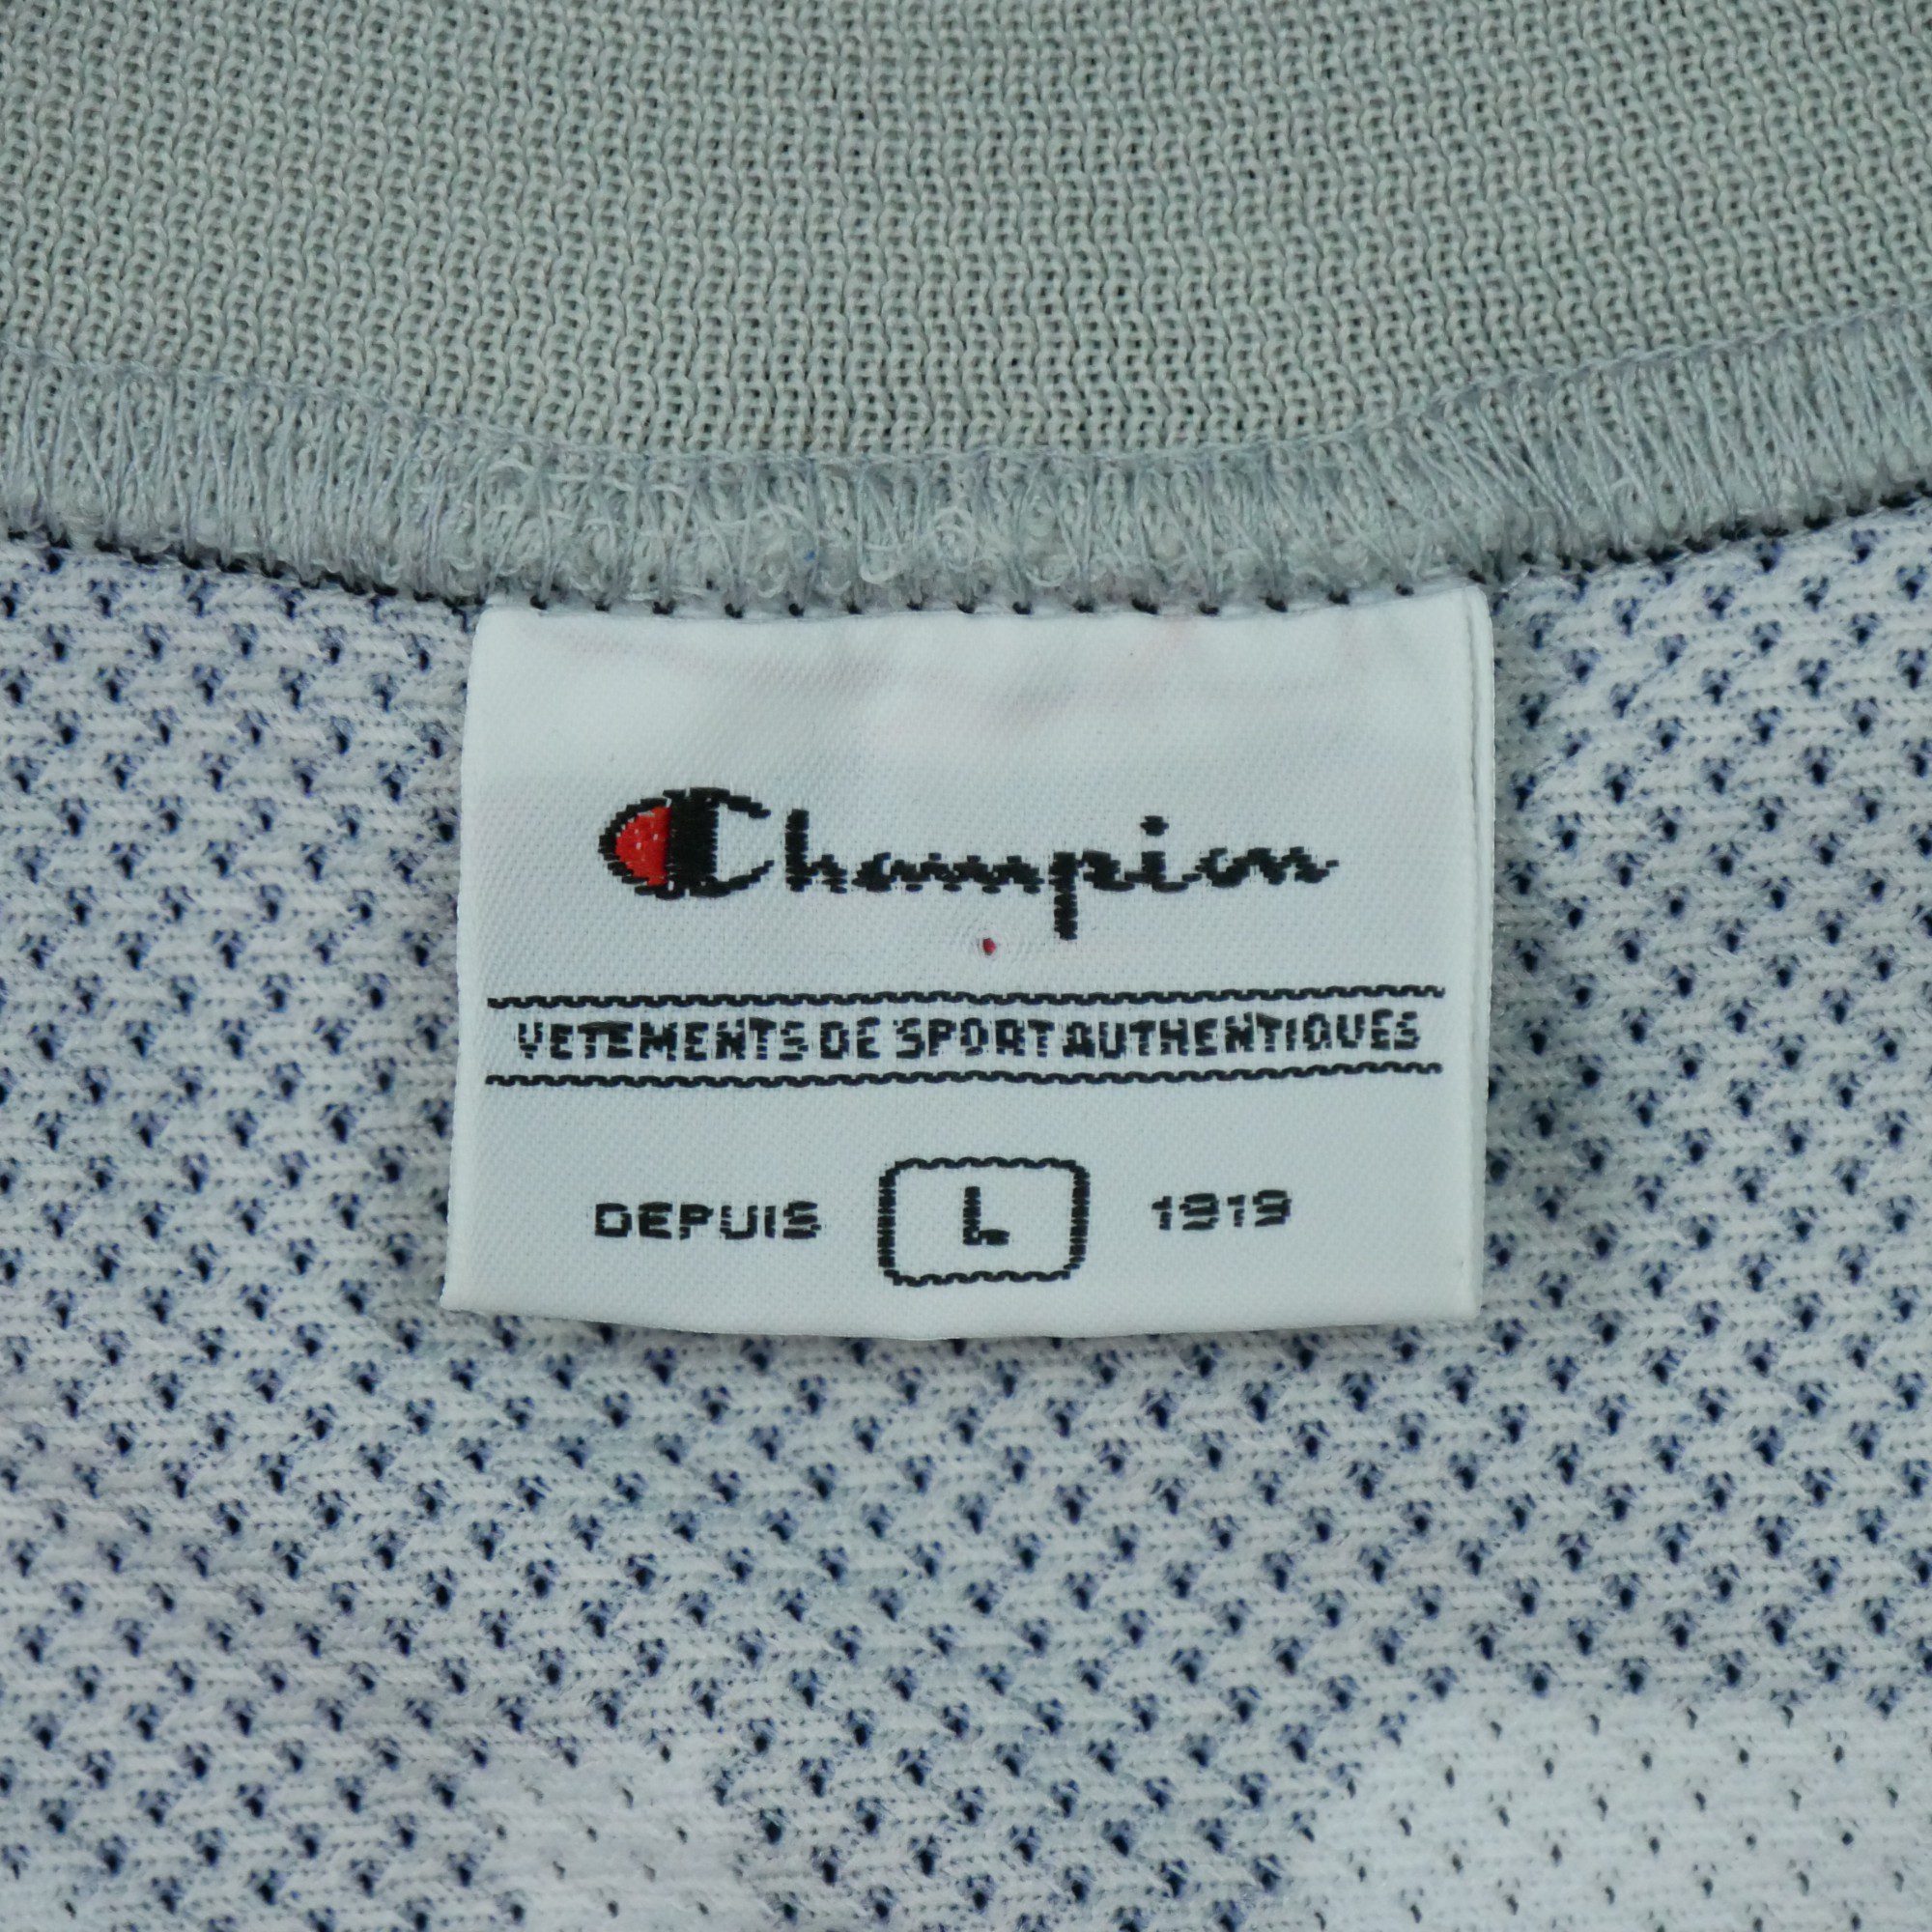 Champion
VETEMENTS DE SPORT AUTHENTIQUES
DEPUIS L 1919